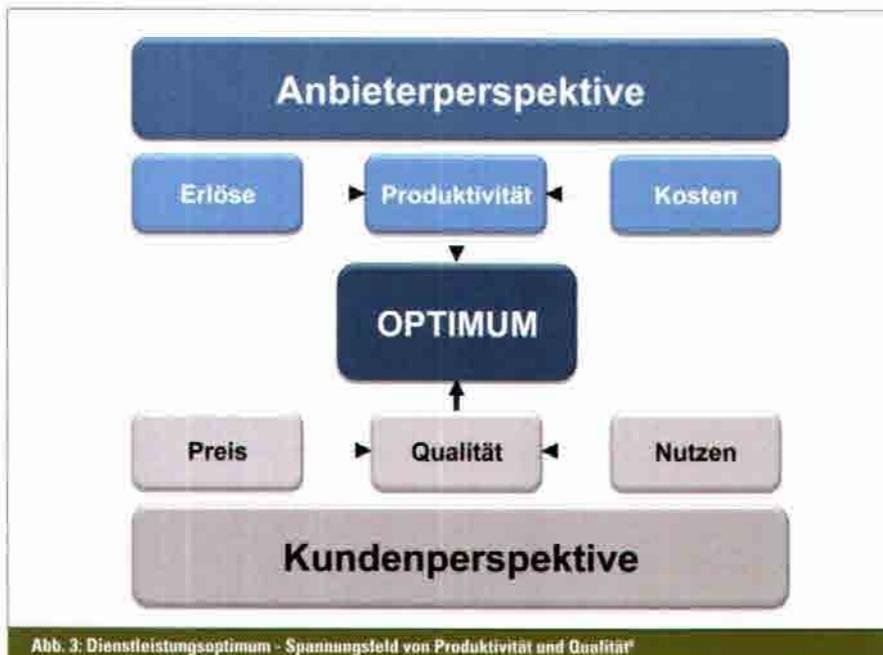 Anbieterperspektive
Erlöse Produktivität Kosten
OPTIMUM
Preis Qualität Nutzen
Kundenperspektive
Abb. 3: Dienstleistungsoptimum - Spannungsfeld von Produktivität und Qualität